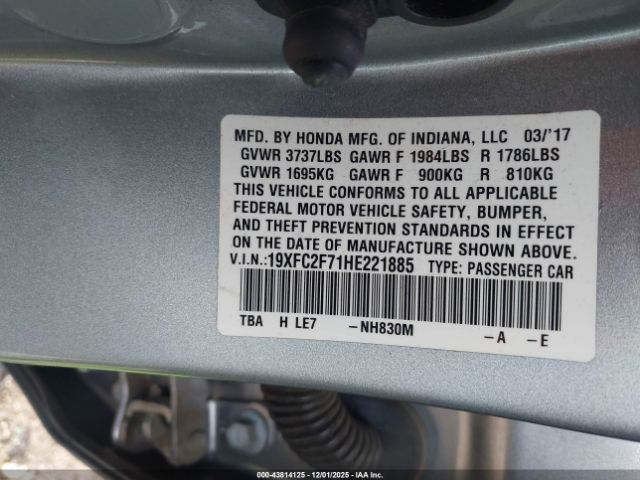 MFD. BY HONDA MFG. OF INDIANA, LLC 03/'17
GVWR 3737LBS GAWR F 1984LBS R 1786LBS
GVWR 1695KG GAWR F 900KG R 810KG
THIS VEHICLE CONFORMS TO ALL APPLICABLE
FEDERAL MOTOR VEHICLE SAFETY, BUMPER,
AND THEFT PREVENTION STANDARDS IN EFFECT
ON THE DATE OF MANUFACTURE SHOWN ABOVE.
V.I.N.:19XFC2F71HE221885 TYPE: PASSENGER CAR
TBA H LE7 -NH830M -A -E
000-43814125 - 12/01/2025 - IAAI.COM